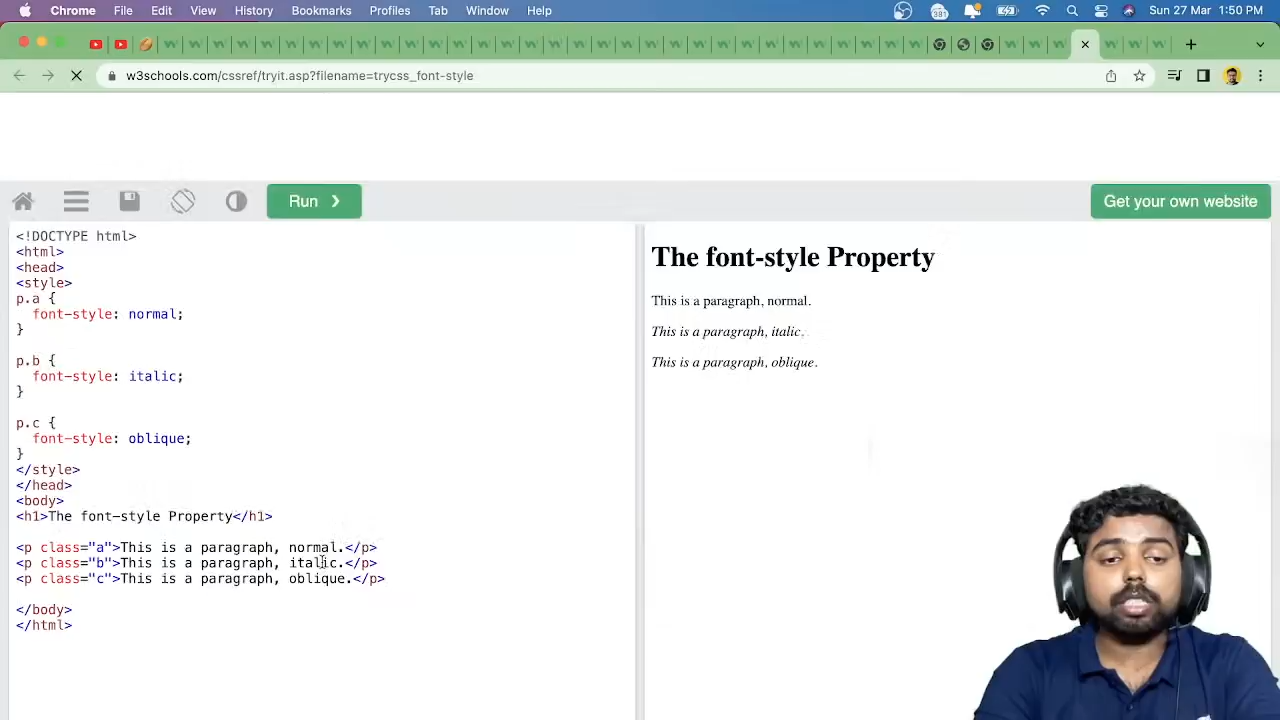 Chrome File Edit View History Bookmarks Profiles Tab Window Help 381 Sun 27 Mar 1:50 PM
w3schools.com/cssref/tryit.asp?filename=trycss_font-style
Run ❯ Get your own website
<!DOCTYPE html>
<html>
<head>
<style>
p.a {
  font-style: normal;
}
p.b {
  font-style: italic;
}
p.c {
  font-style: oblique;
}
</style>
</head>
<body>
<h1>The font-style Property</h1>
<p class="a">This is a paragraph, normal.</p>
<p class="b">This is a paragraph, italic.</p>
<p class="c">This is a paragraph, oblique.</p>
</body>
</html>
The font-style Property
This is a paragraph, normal.
This is a paragraph, italic.
This is a paragraph, oblique.